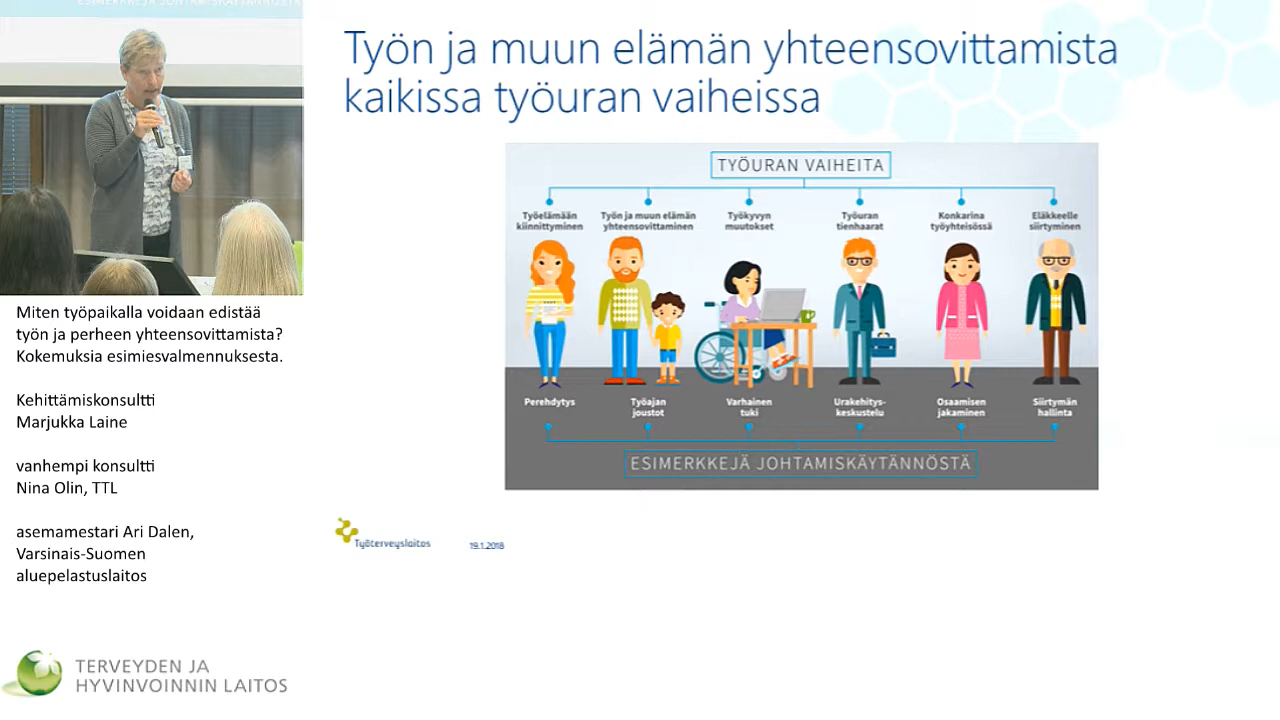 ESIMERKKEJÄ JOHTAMISKÄYTÄNNÖSTÄ
Miten työpaikalla voidaan edistää
työn ja perheen yhteensovittamista?
Kokemuksia esimiesvalmennuksesta.
Kehittämiskonsultti
Marjukka Laine
vanhempi konsultti
Nina Olin, TTL
asemamestari Ari Dalen,
Varsinais-Suomen
aluepelastuslaitos
TERVEYDEN JA
HYVINVOINNIN LAITOS
Työn ja muun elämän yhteensovittamista
kaikissa työuran vaiheissa
TYÖURAN VAIHEITA
Työelämään
kiinnittyminen
Työn ja muun elämän
yhteensovittaminen
Työkyvyn
muutokset
Työuran
tienhaarat
Konkarina
työyhteisössä
Eläkkeelle
siirtyminen
Perehdytys
Työajan
joustot
Varhainen
tuki
Urakehitys-
keskustelu
Osaamisen
jakaminen
Siirtymän
hallinta
ESIMERKKEJÄ JOHTAMISKÄYTÄNNÖSTÄ
Työterveyslaitos
19.1.2018